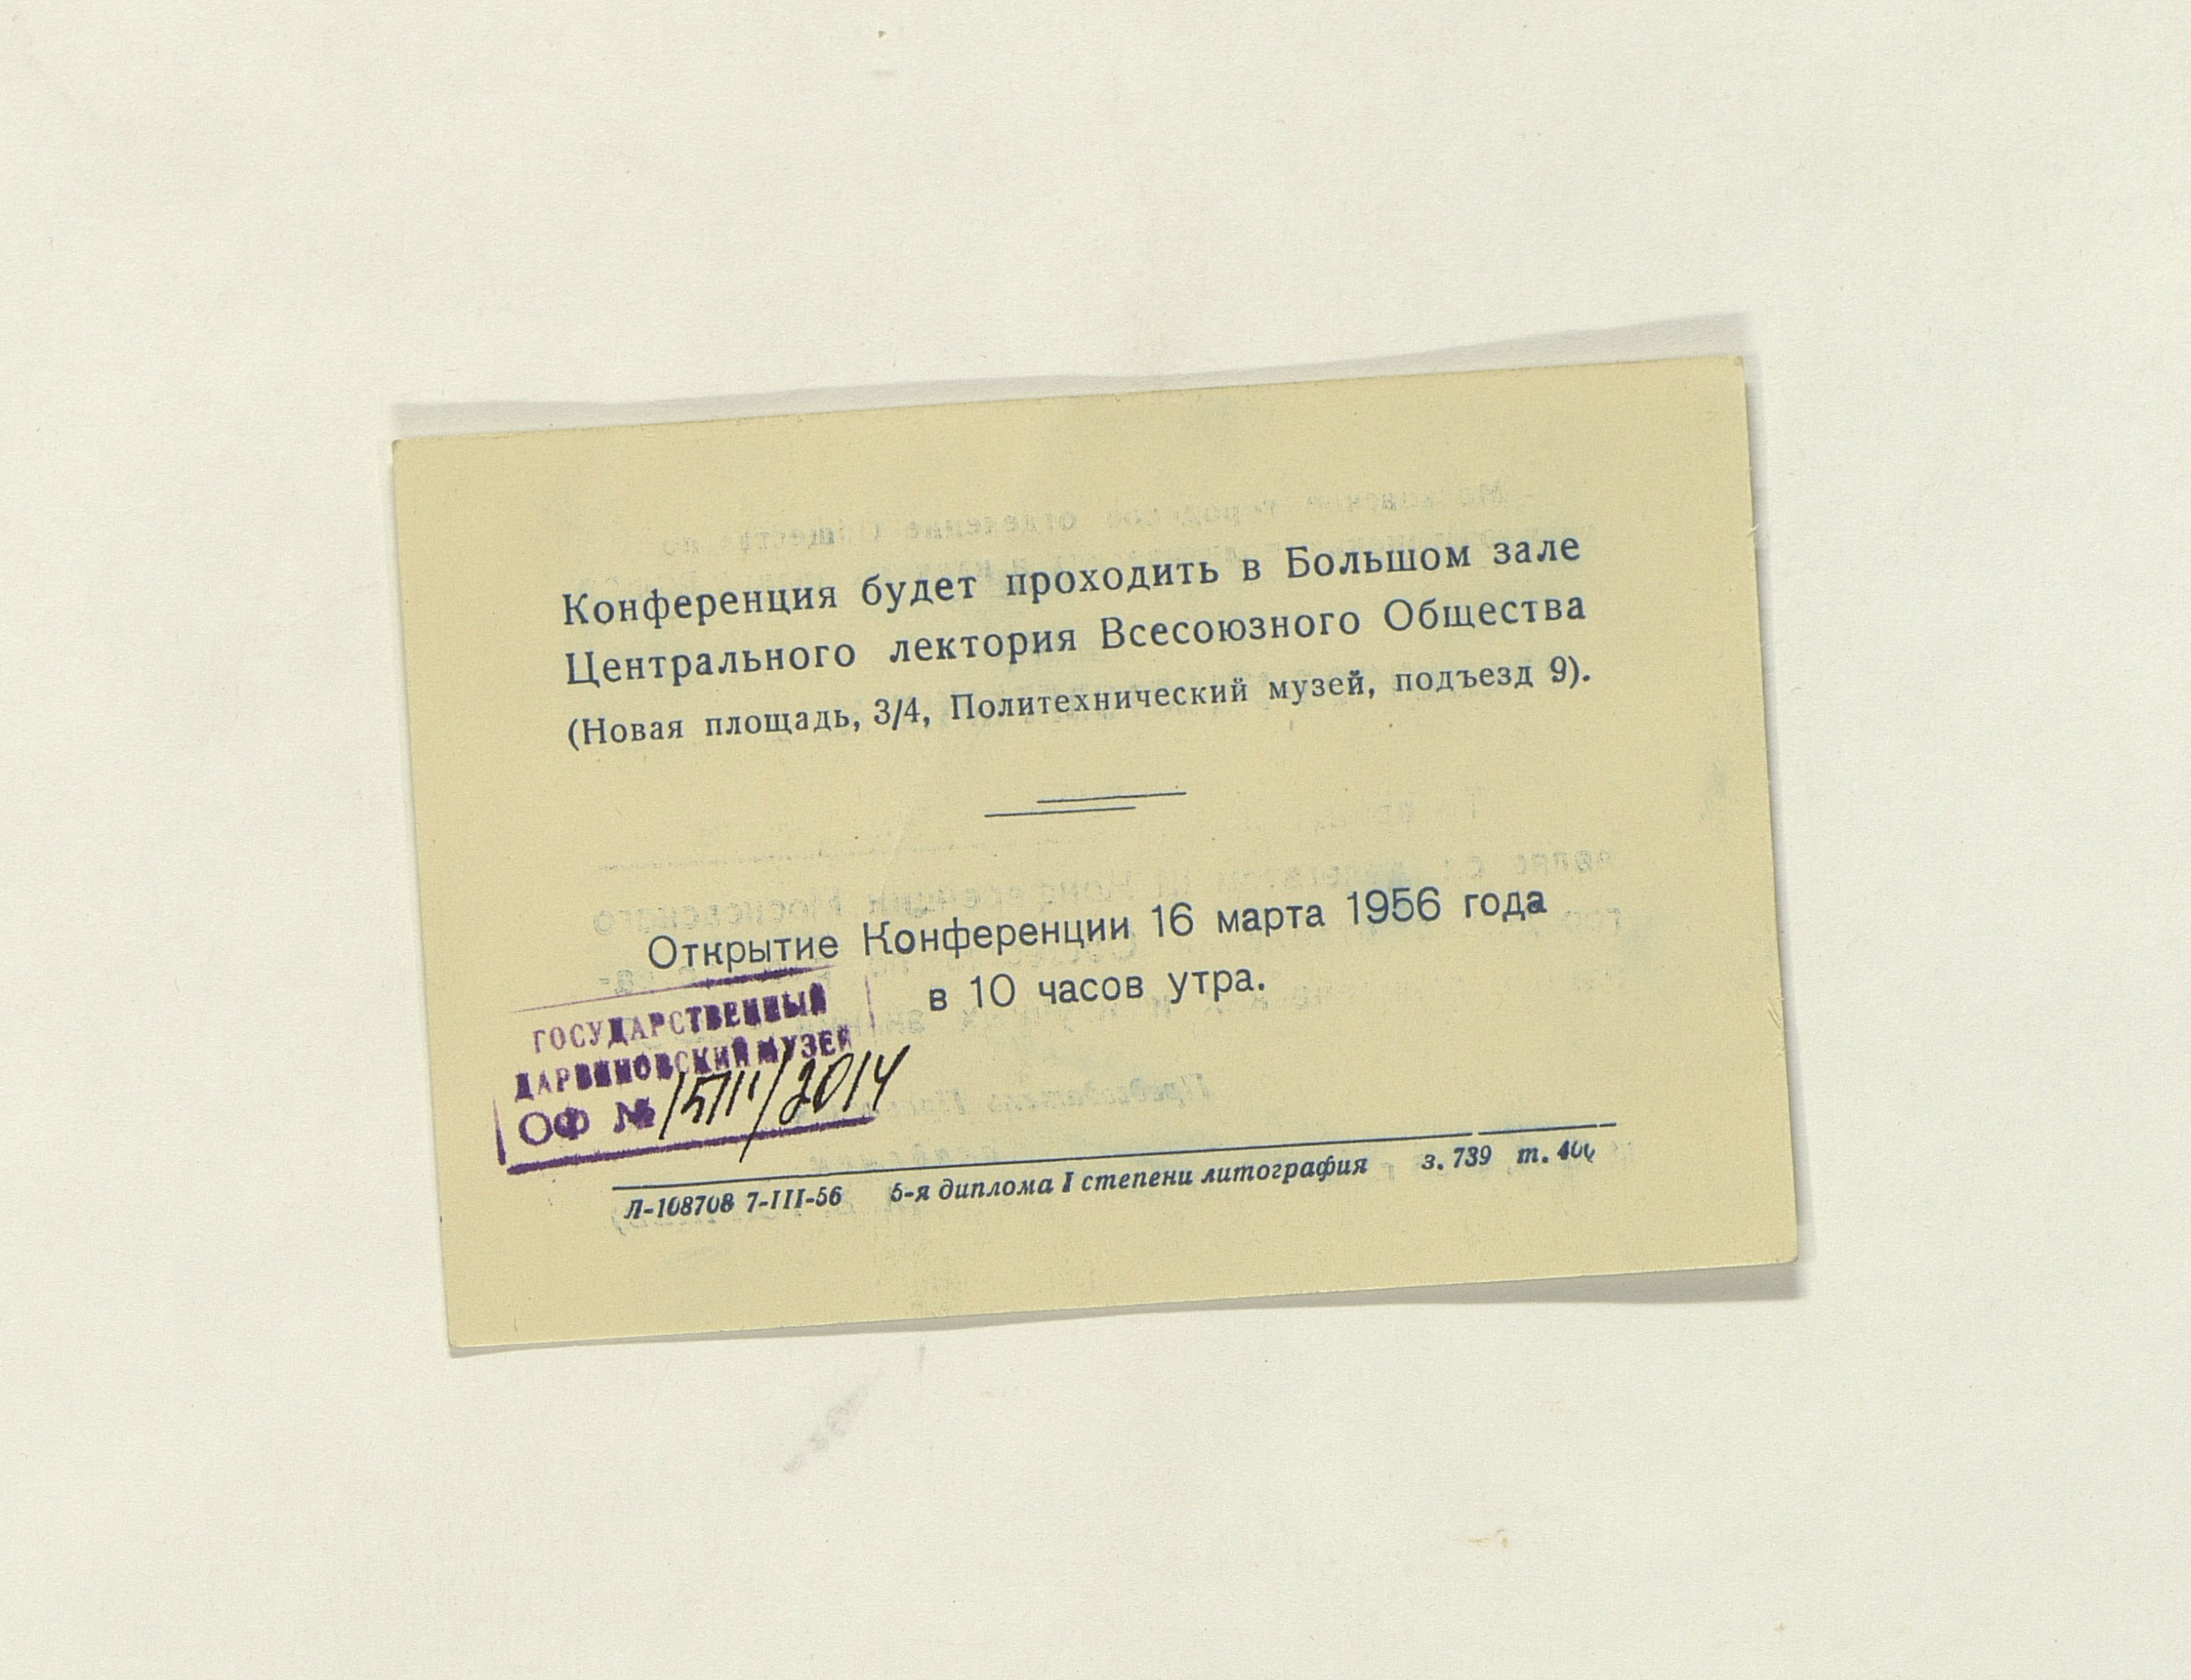 Конференция будет проходить в Большом зале
Центрального лектория Всесоюзного Общества
(Новая площадь, 3/4, Политехнический музей, подъезд 9).
Открытие Конференции 16 марта 1956 года
в 10 часов утра.
ГОСУДАРСТВЕННЫЙ
ДАРВИНОВСКИЙ МУЗЕЙ
ОФ № 15111/2014
Л-108708 7-III-56 5-я диплома I степени литография з. 739 т. 400